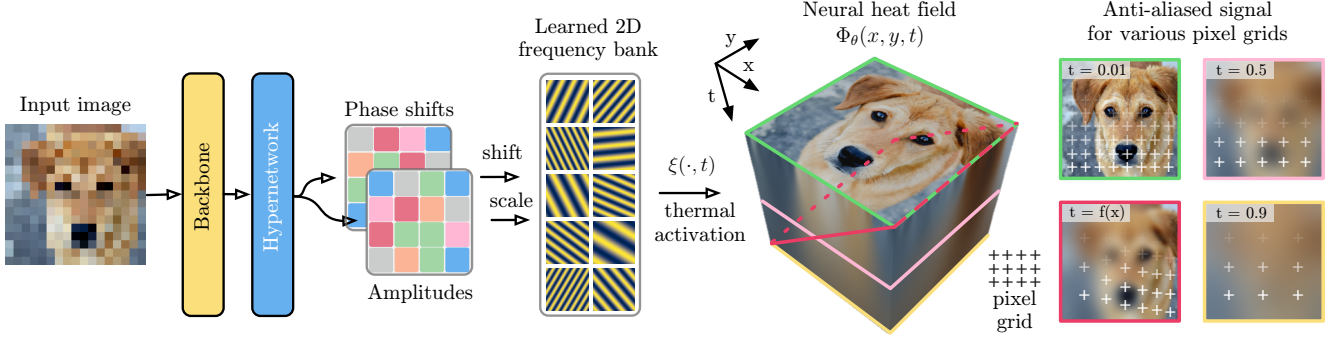 Input image
Backbone
Hypernetwork
Phase shifts
Amplitudes
shift
scale
Learned 2D
frequency bank
ξ(·, t)
thermal
activation
Neural heat field
Φθ(x, y, t)
y
x
t
pixel
grid
Anti-aliased signal
for various pixel grids
t = 0.01
t = 0.5
t = f(x)
t = 0.9